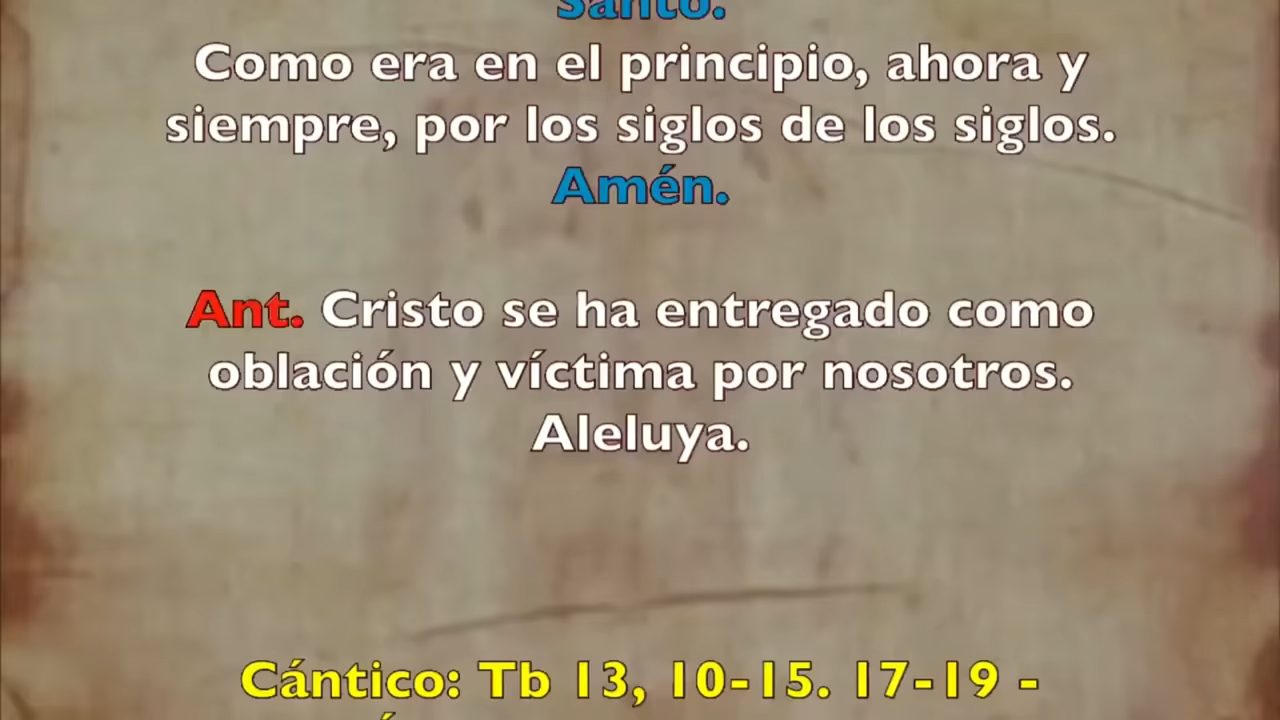 Santo.
Como era en el principio, ahora y
siempre, por los siglos de los siglos.
Amén.
Ant. Cristo se ha entregado como
oblación y víctima por nosotros.
Aleluya.
Cántico: Tb 13, 10-15. 17-19 -